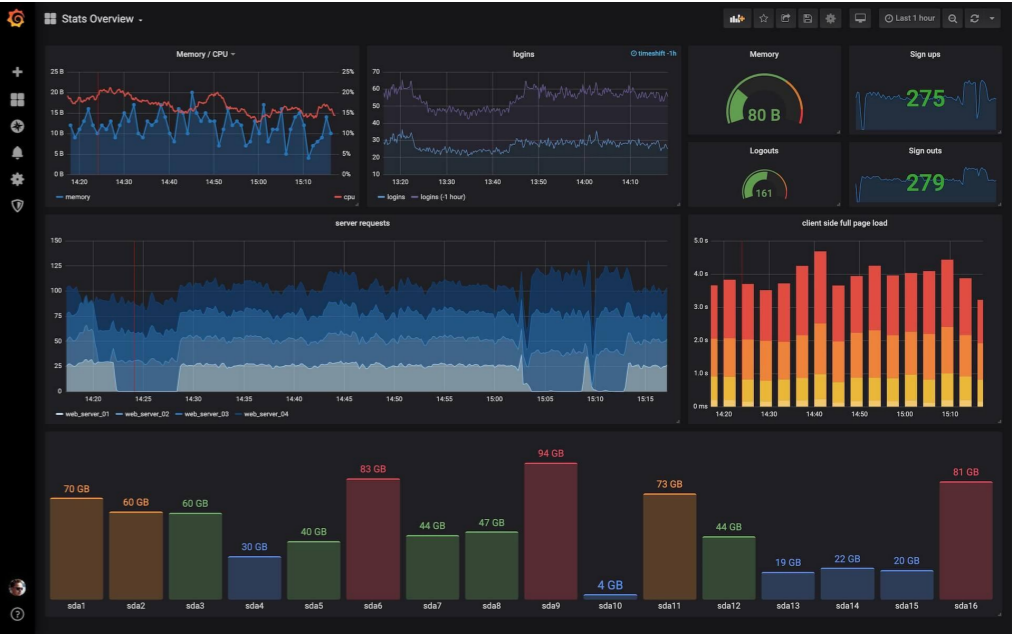 Stats Overview
Last 1 hour
Memory / CPU
25 B
20 B
15 B
10 B
5 B
0 B
25%
20%
15%
10%
5%
0%
14:20 14:30 14:40 14:50 15:00 15:10
memory cpu
logins
timeshift -1h
70
60
50
40
30
20
10
13:20 13:30 13:40 13:50 14:00 14:10
logins logins (-1 hour)
Memory
80 B
Sign ups
275
Logouts
161
Sign outs
279
server requests
150
125
100
75
50
25
0
14:20 14:25 14:30 14:35 14:40 14:45 14:50 14:55 15:00 15:05 15:10 15:15
web_server_01 web_server_02 web_server_03 web_server_04
client side full page load
5.0 s
4.0 s
3.0 s
2.0 s
1.0 s
0 ms
14:20 14:30 14:40 14:50 15:00 15:10
70 GB 60 GB 60 GB 30 GB 40 GB 83 GB 44 GB 47 GB 94 GB 4 GB 73 GB 44 GB 19 GB 22 GB 20 GB 81 GB
sda1 sda2 sda3 sda4 sda5 sda6 sda7 sda8 sda9 sda10 sda11 sda12 sda13 sda14 sda15 sda16